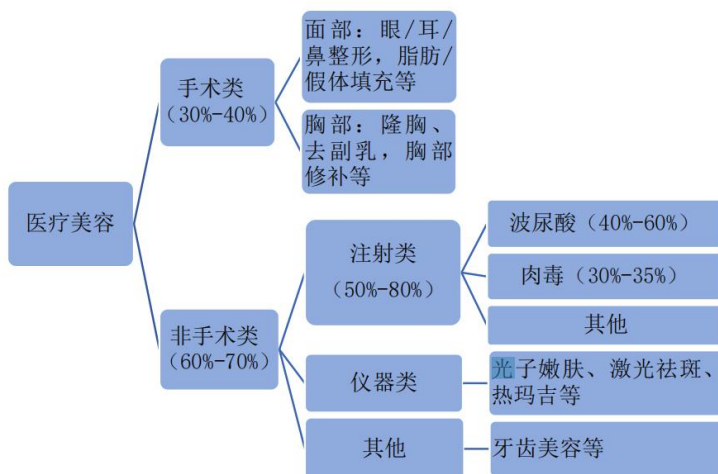 医疗美容
手术类
（30%-40%）
面部：眼/耳/
鼻整形，脂肪/
假体填充等
胸部：隆胸、
去副乳，胸部
修补等
非手术类
（60%-70%）
注射类
（50%-80%）
波尿酸（40%-60%）
肉毒（30%-35%）
其他
仪器类
光子嫩肤、激光祛斑、
热玛吉等
其他
牙齿美容等